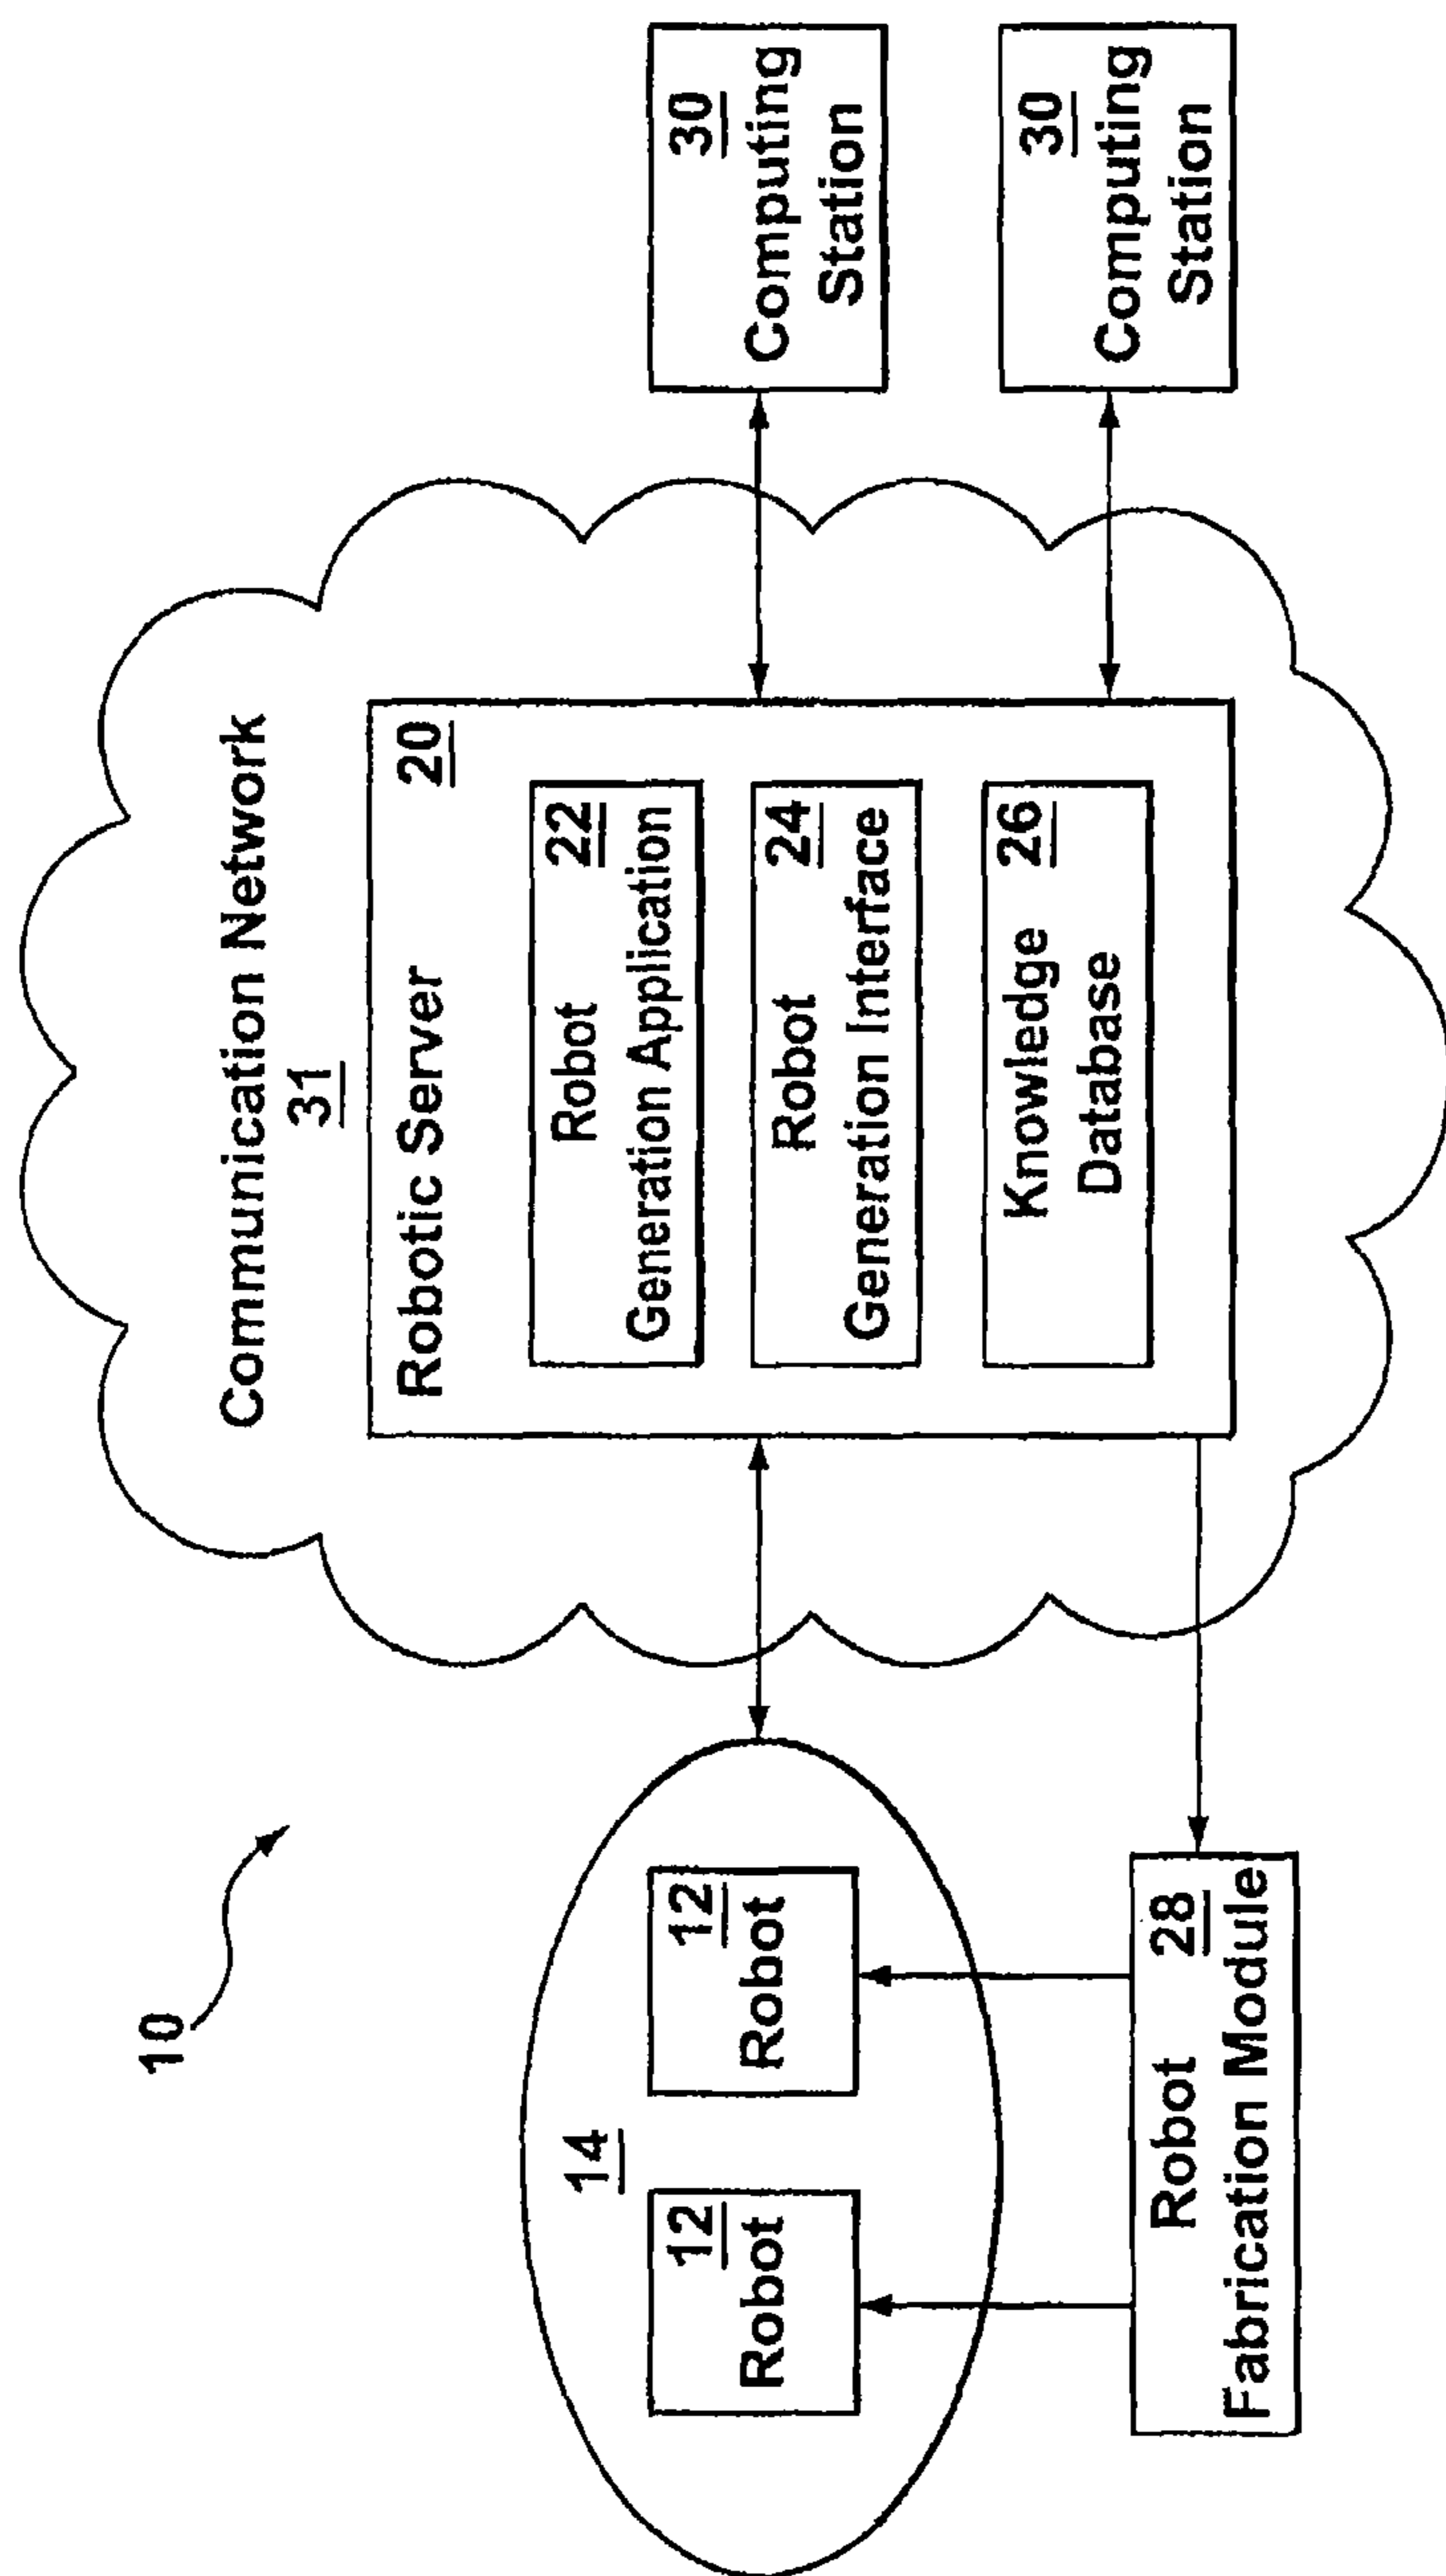 10
Communication Network
31
14
12
Robot
12
Robot
Robotic Server 20
22
Robot
Generation Application
24
Robot
Generation Interface
26
Knowledge
Database
30
Computing
Station
30
Computing
Station
28
Robot
Fabrication Module